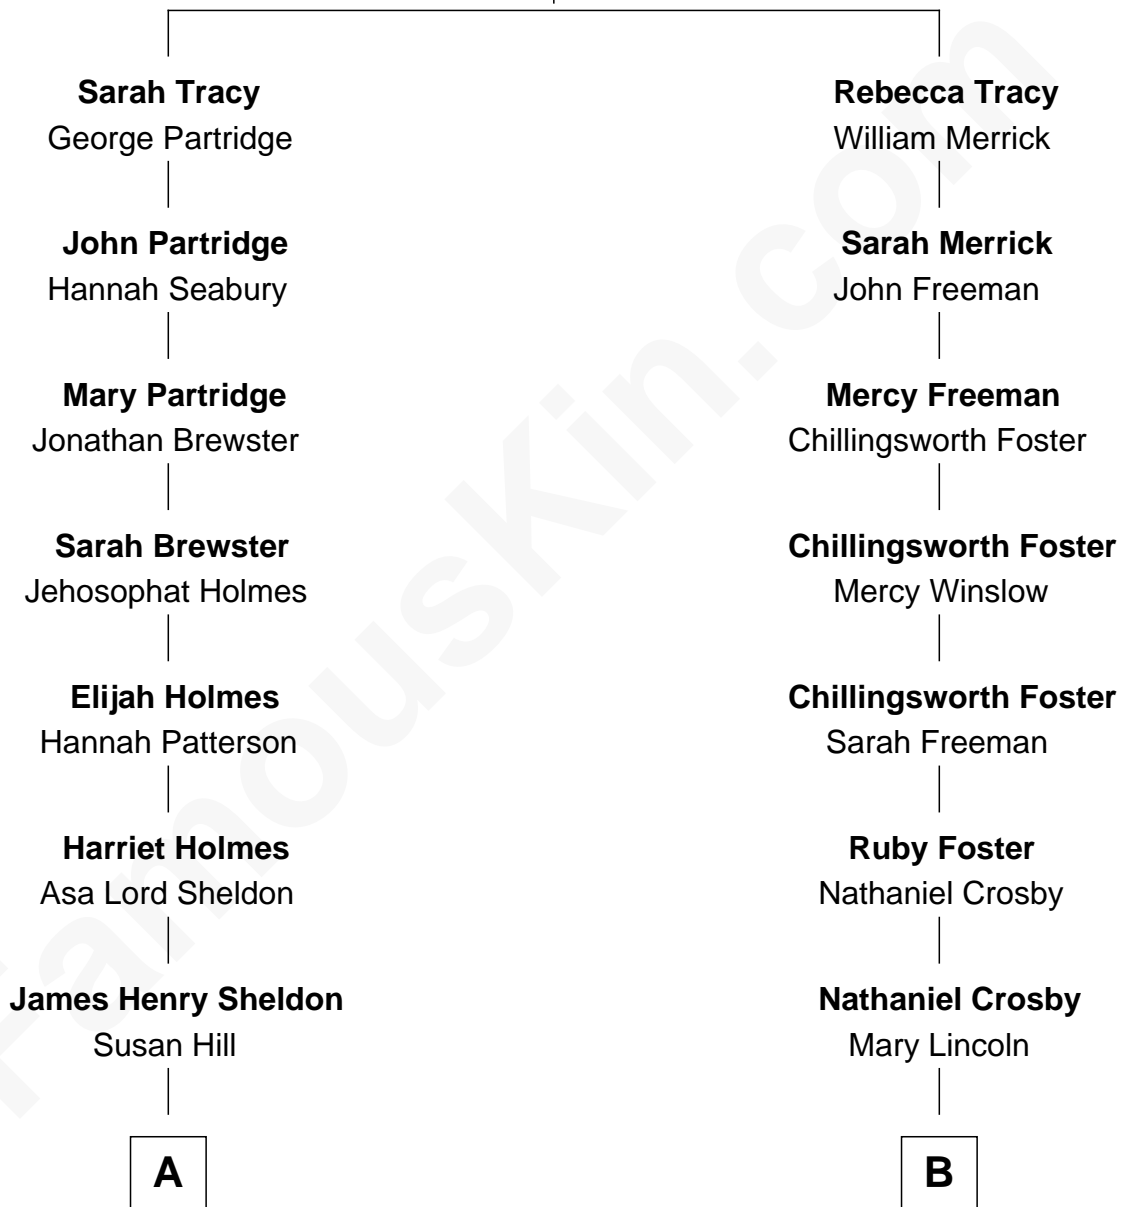 Sarah Tracy
George Partridge
John Partridge
Hannah Seabury
Mary Partridge
Jonathan Brewster
Sarah Brewster
Jehosophat Holmes
Elijah Holmes
Hannah Patterson
Harriet Holmes
Asa Lord Sheldon
James Henry Sheldon
Susan Hill
A
Rebecca Tracy
William Merrick
Sarah Merrick
John Freeman
Mercy Freeman
Chillingsworth Foster
Chillingsworth Foster
Mercy Winslow
Chillingsworth Foster
Sarah Freeman
Ruby Foster
Nathaniel Crosby
Nathaniel Crosby
Mary Lincoln
B
FamousKin.com